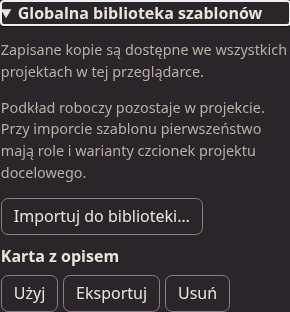 ▼ Globalna biblioteka szablonów
Zapisane kopie są dostępne we wszystkich
projektach w tej przeglądarce.
Podkład roboczy pozostaje w projekcie.
Przy imporcie szablonu pierwszeństwo
mają role i warianty czcionek projektu
docelowego.
Importuj do biblioteki...
Karta z opisem
Użyj Eksportuj Usuń